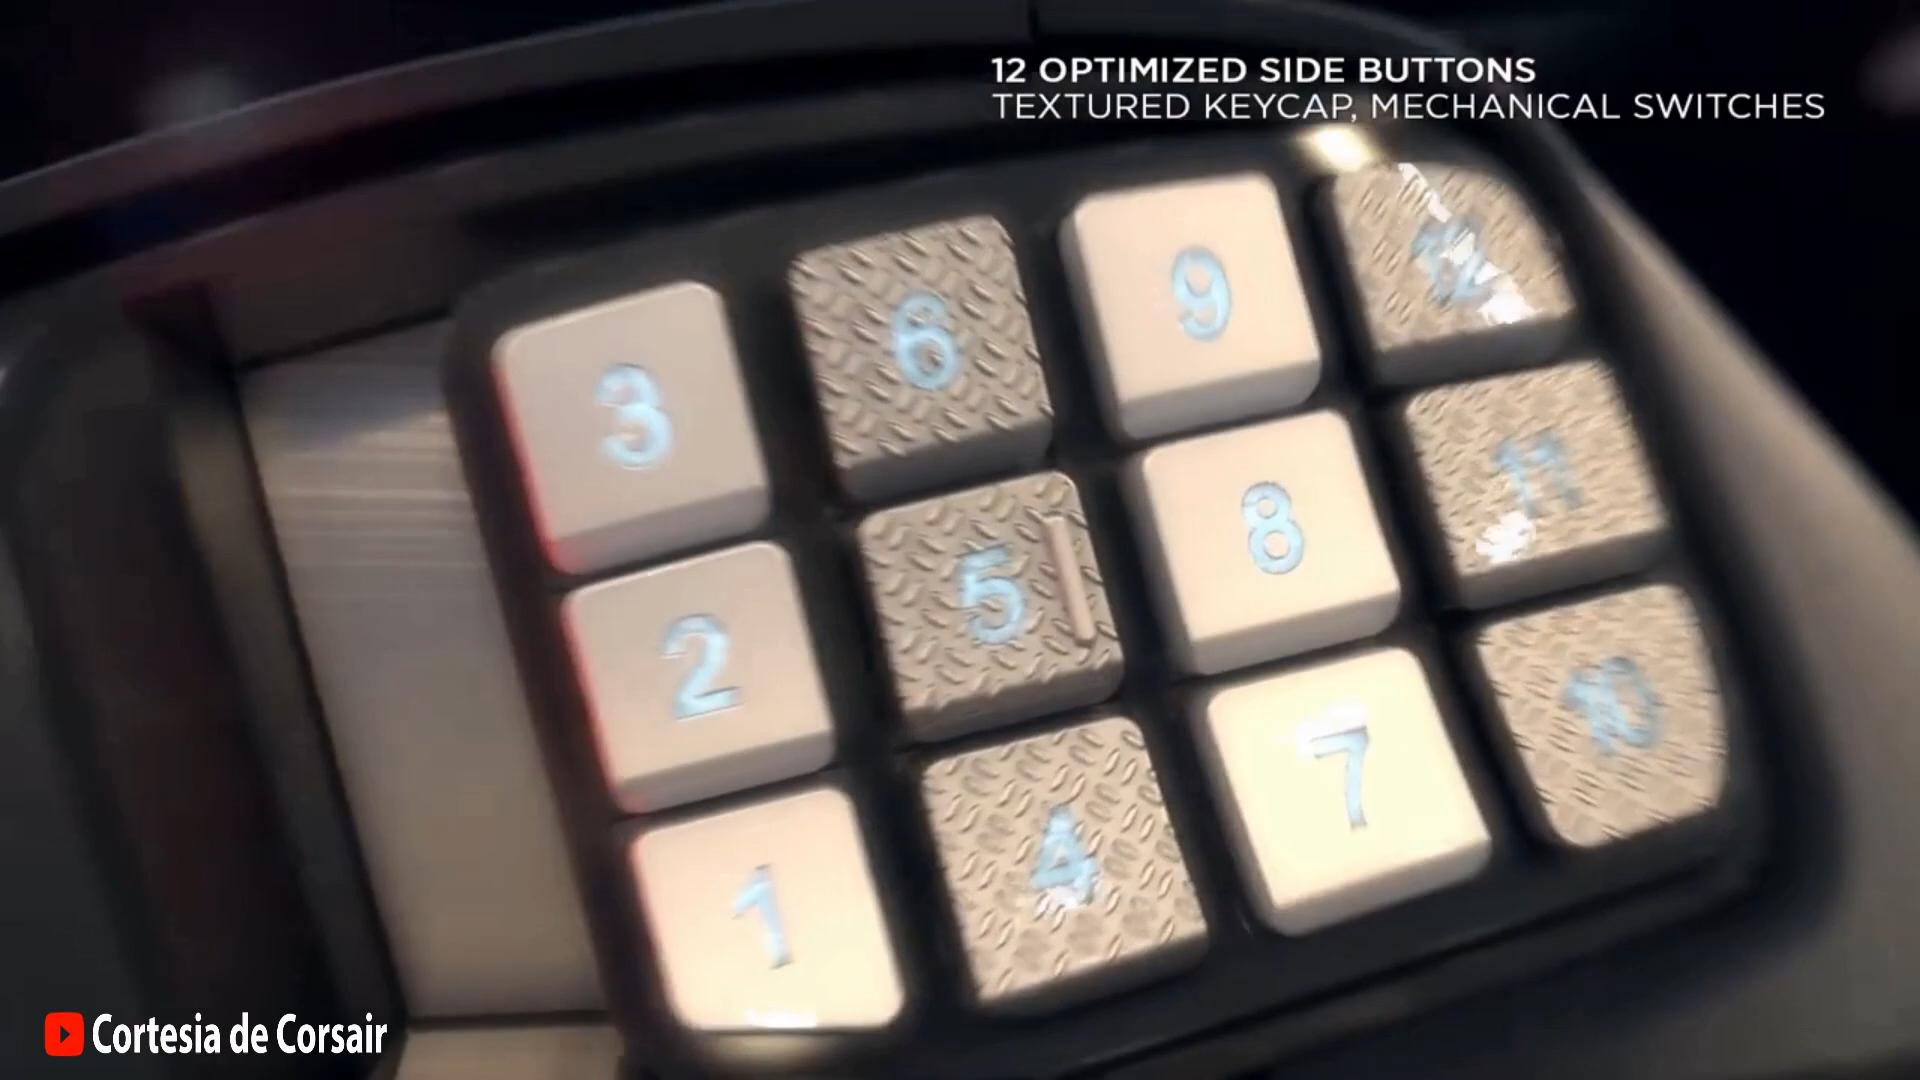 12 OPTIMIZED SIDE BUTTONS
TEXTURED KEYCAP, MECHANICAL SWITCHES
3 6 9 12
2 5 8 11
1 4 7 10
Cortesia de Corsair